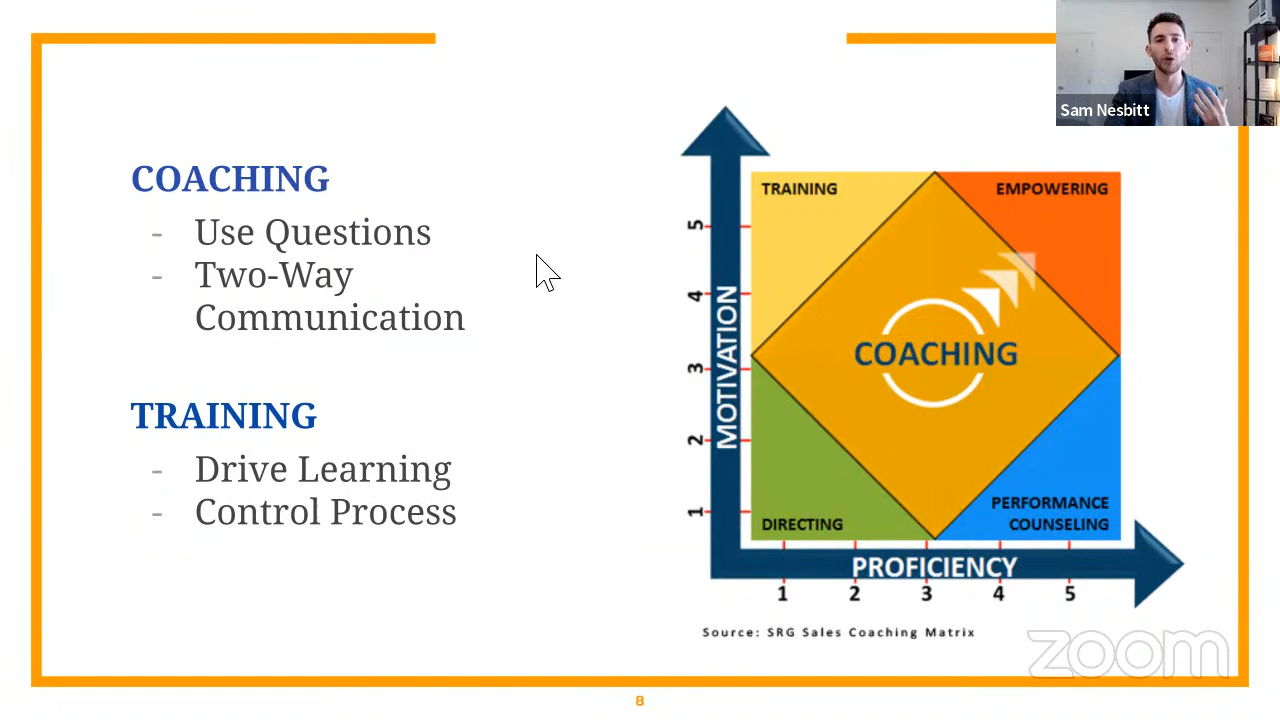 Sam Nesbitt
COACHING
- Use Questions
- Two-Way
Communication
TRAINING
- Drive Learning
- Control Process
TRAINING
EMPOWERING
COACHING
DIRECTING
PERFORMANCE
COUNSELING
MOTIVATION
5
4
3
2
1
PROFICIENCY
1 2 3 4 5
Source: SRG Sales Coaching Matrix
zoom
8